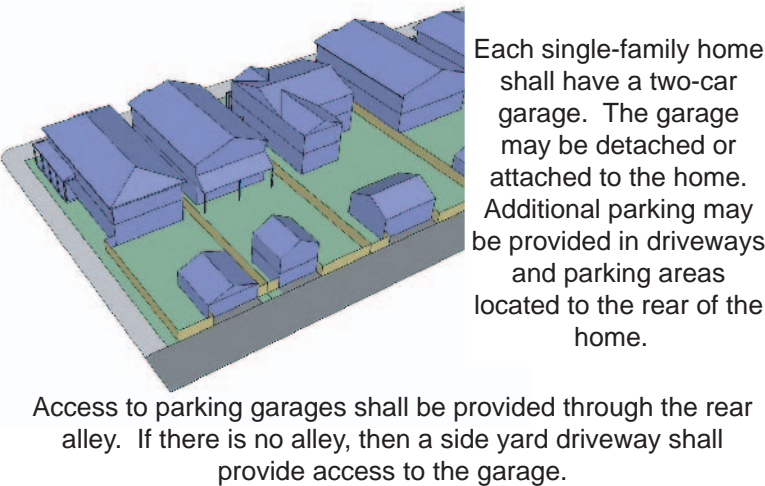 Each single-family home
shall have a two-car
garage. The garage
may be detached or
attached to the home.
Additional parking may
be provided in driveways
and parking areas
located to the rear of the
home.
Access to parking garages shall be provided through the rear
alley. If there is no alley, then a side yard driveway shall
provide access to the garage.